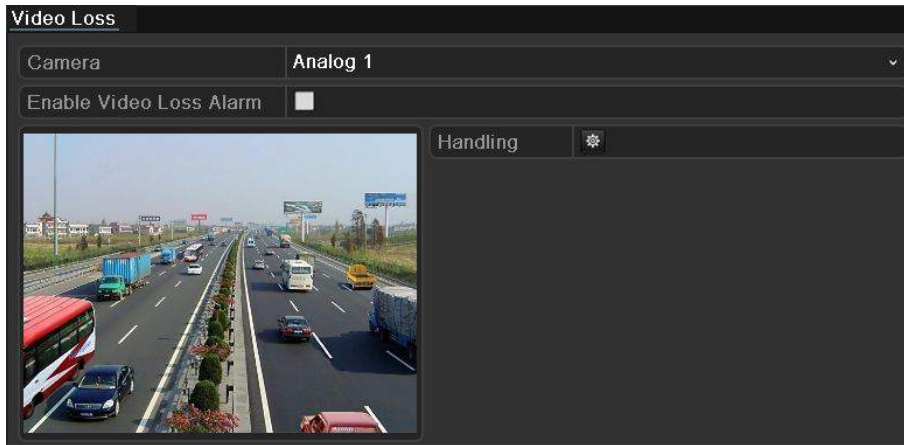 Video Loss
Camera
Analog 1
Enable Video Loss Alarm
Handling